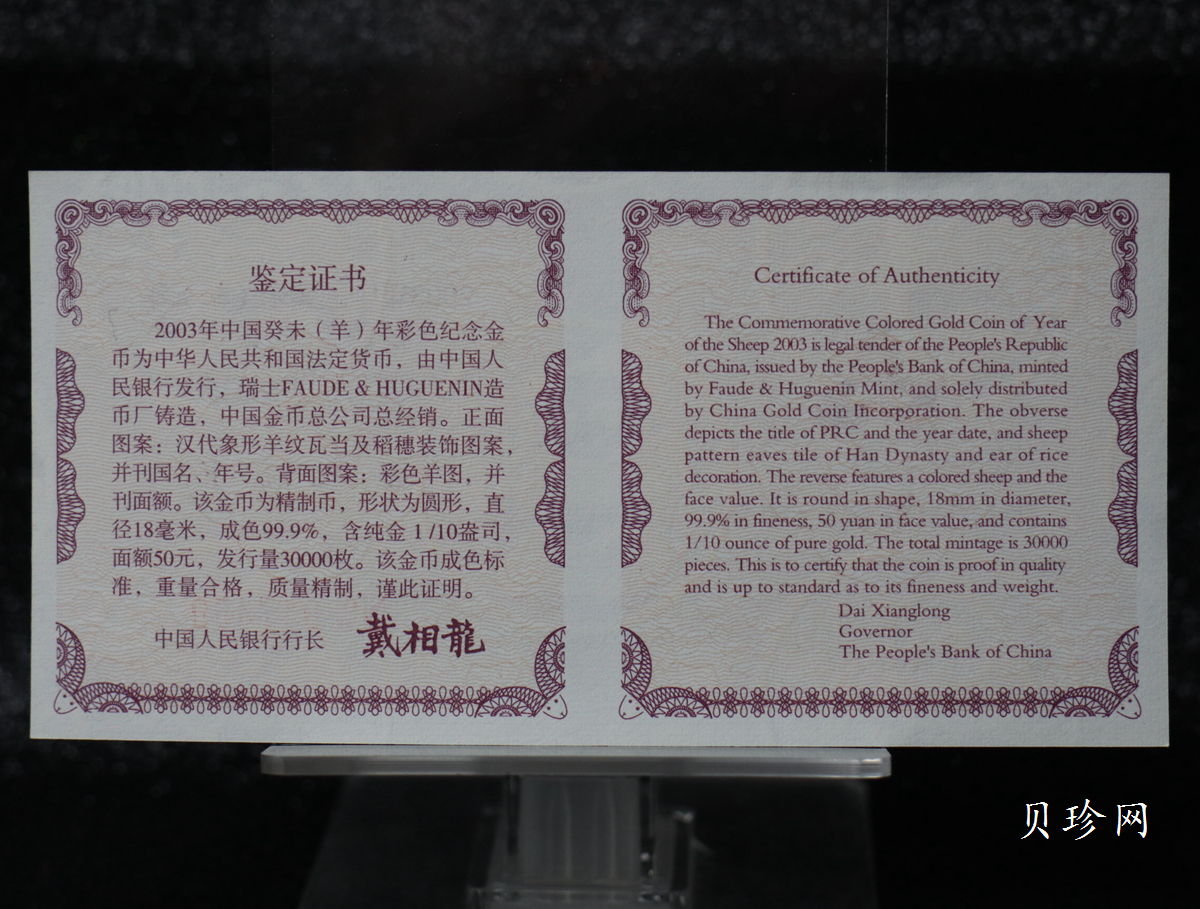 鉴定证书
2003年中国癸未（羊）年彩色纪念金
币为中华人民共和国法定货币，由中国人
民银行发行，瑞士FAUDE & HUGUENIN造
币厂铸造，中国金币总公司总经销。正面
图案：汉代象形羊纹瓦当及稻穗装饰图案，
并刊国名、年号。背面图案：彩色羊图，并
刊面额。该金币为精制币，形状为圆形，直
径18毫米，成色99.9%，含纯金 1 /10盎司，
面额50元，发行量30000枚。该金币成色标
准，重量合格，质量精制，谨此证明。
中国人民银行行长 戴相龍
Certificate of Authenticity
The Commemorative Colored Gold Coin of Year
of the Sheep 2003 is legal tender of the People's Republic
of China, issued by the People's Bank of China, minted
by Faude & Huguenin Mint, and solely distributed
by China Gold Coin Incorporation. The obverse
depicts the title of PRC and the year date, and sheep
pattern eaves tile of Han Dynasty and ear of rice
decoration. The reverse features a colored sheep and the
face value. It is round in shape, 18mm in diameter,
99.9% in fineness, 50 yuan in face value, and contains
1/10 ounce of pure gold. The total mintage is 30000
pieces. This is to certify that the coin is proof in quality
and is up to standard as to its fineness and weight.
Dai Xianglong
Governor
The People's Bank of China
贝珍网